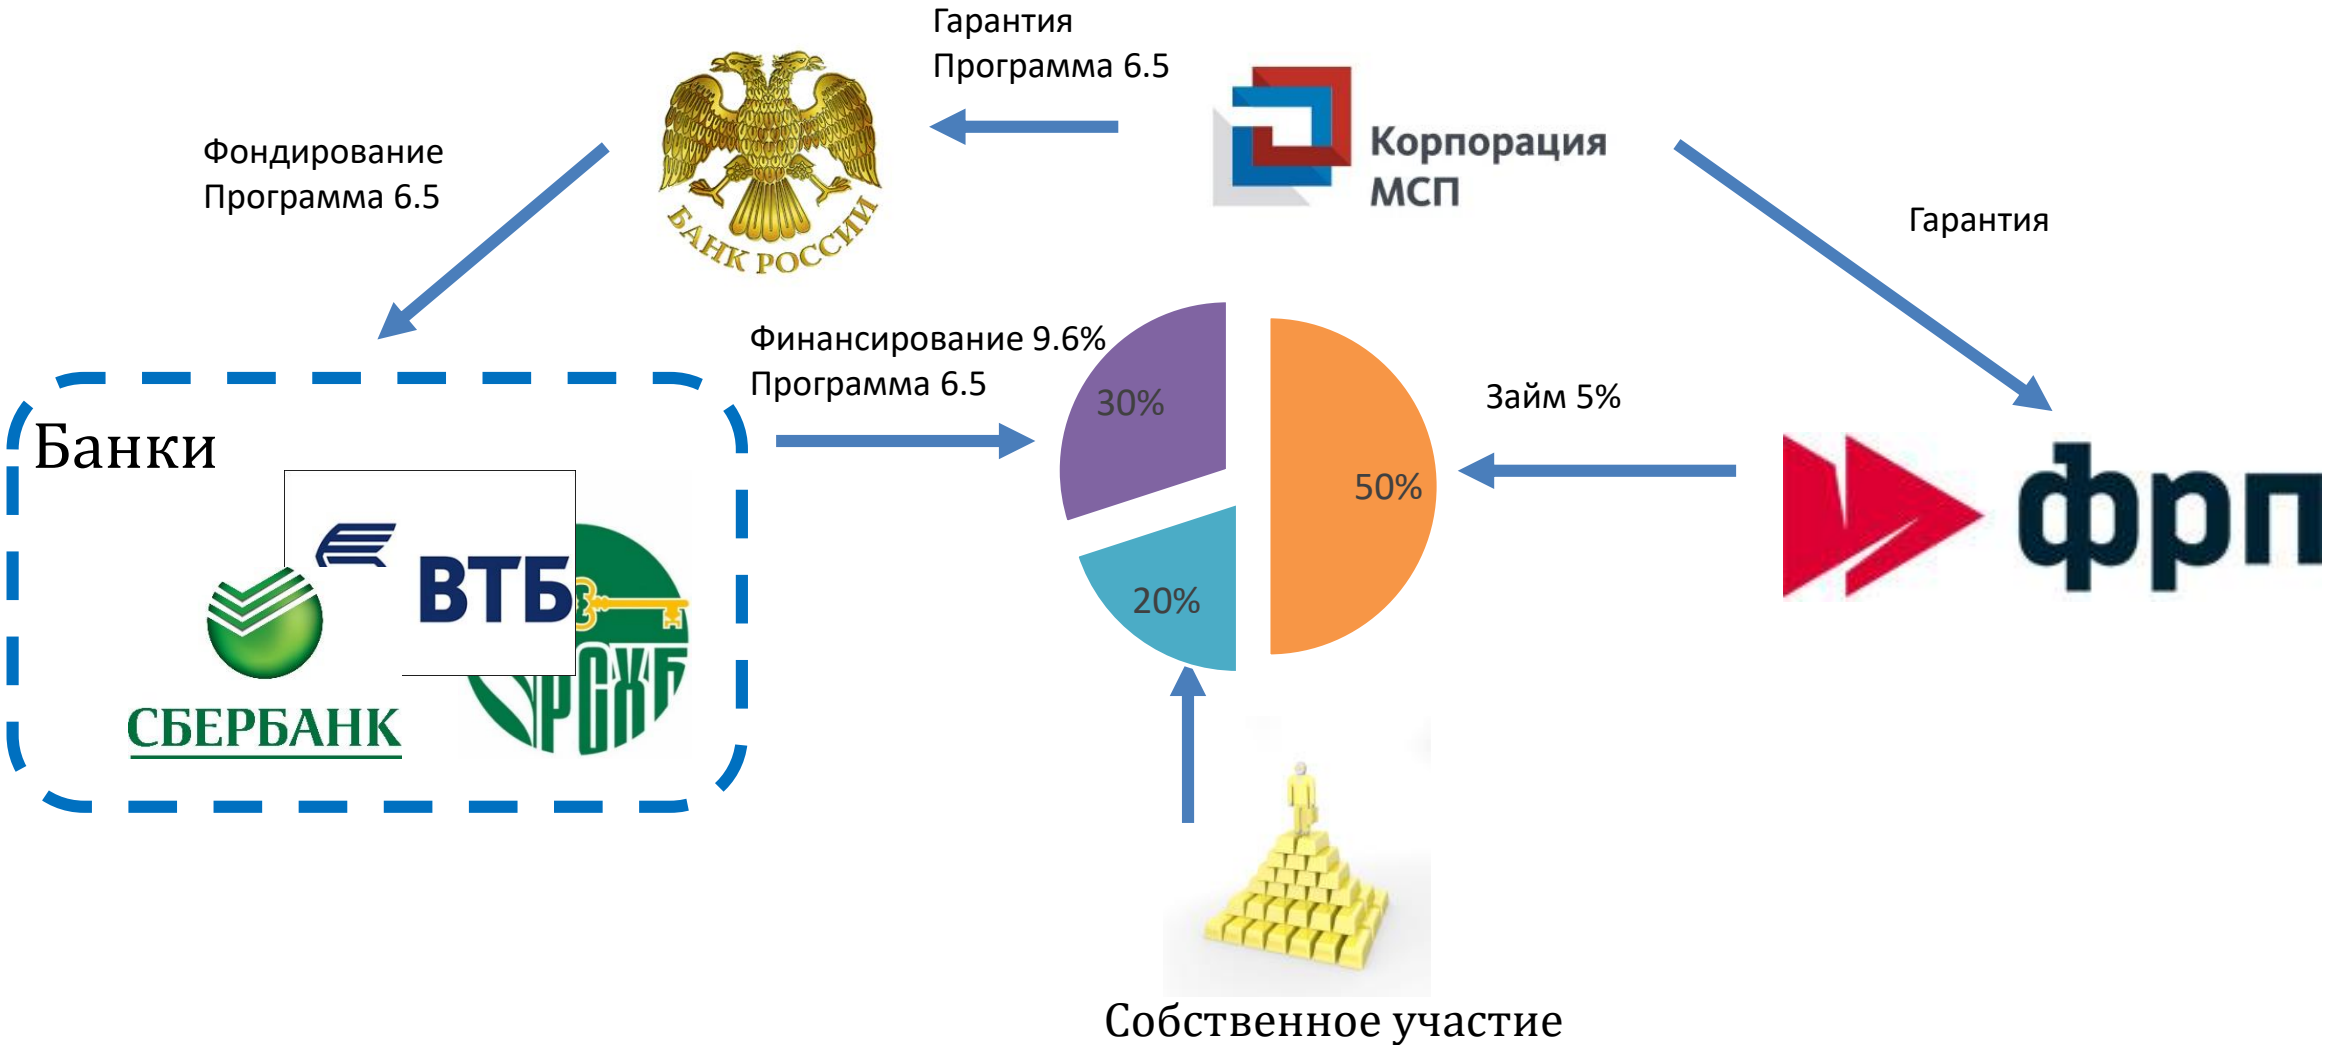 Гарантия
Программа 6.5
БАНК РОССИИ
Корпорация
МСП
Фондирование
Программа 6.5
Гарантия
Финансирование 9.6%
Программа 6.5
30%
Займ 5%
50%
20%
фрп
Банки
ВТБ
РСХБ
СБЕРБАНК
Собственное участие